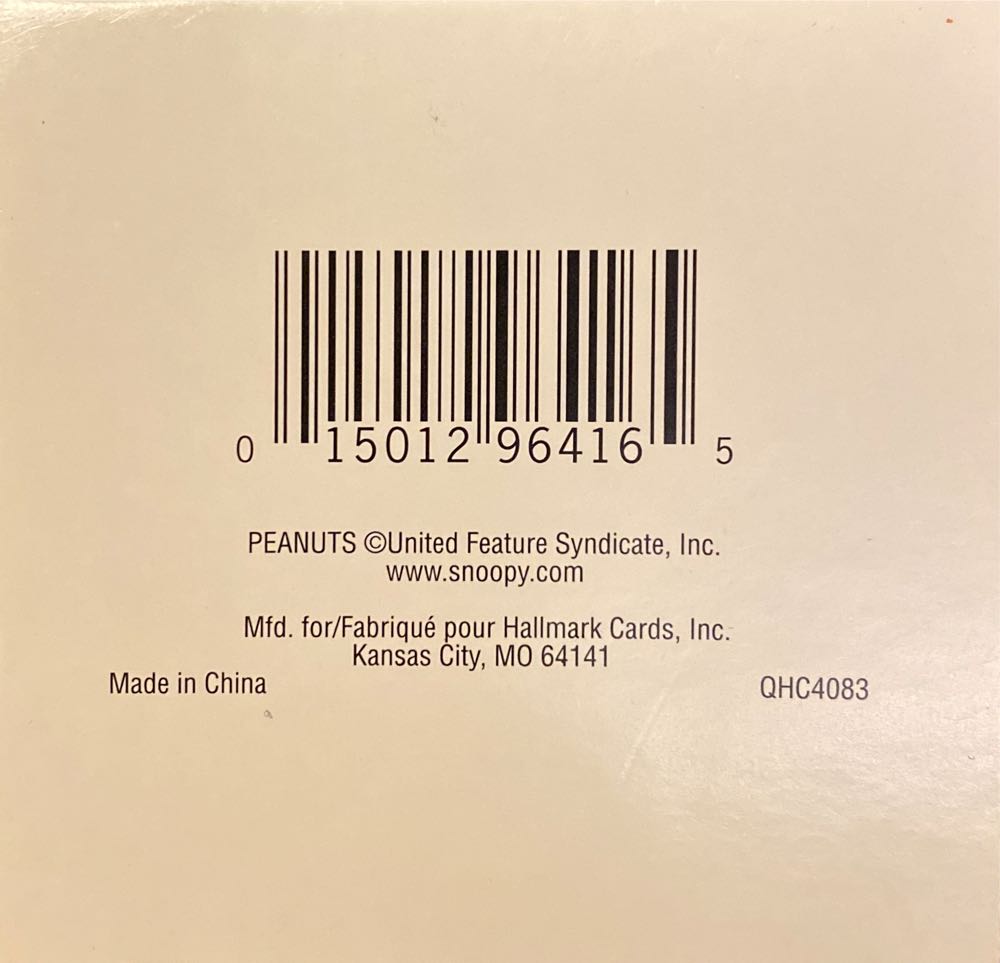 0 15012 96416 5
PEANUTS ©United Feature Syndicate, Inc.
www.snoopy.com
Mfd. for/Fabriqué pour Hallmark Cards, Inc.
Kansas City, MO 64141
Made in China QHC4083